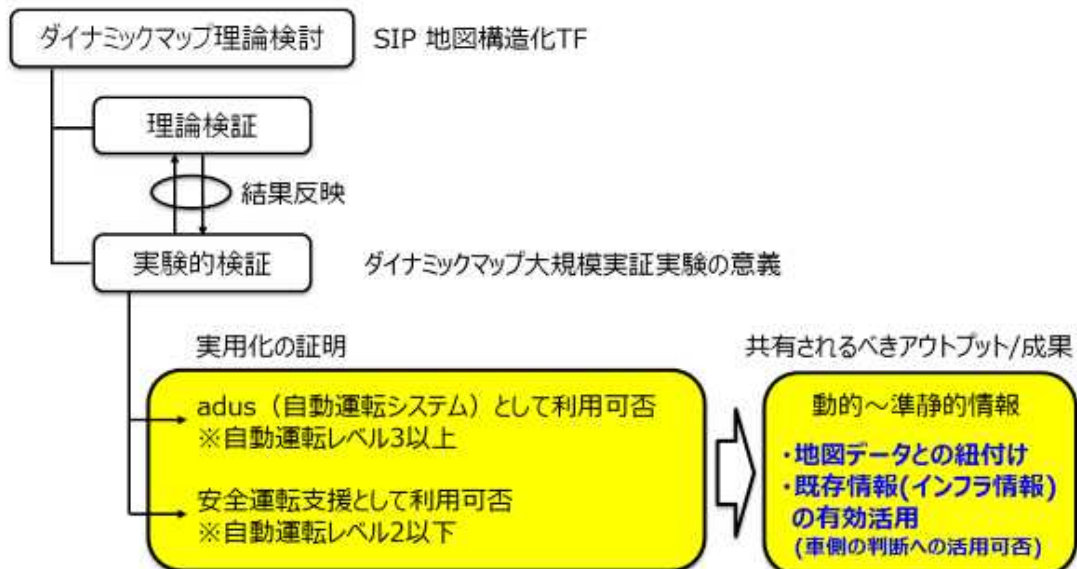 ダイナミックマップ理論検討
SIP 地図構造化TF
理論検証
結果反映
実験的検証
ダイナミックマップ大規模実証実験の意義
実用化の証明
adus（自動運転システム）として利用可否
※自動運転レベル3以上
安全運転支援として利用可否
※自動運転レベル2以下
共有されるべきアウトプット/成果
動的～準静的情報
・地図データとの紐付け
・既存情報(インフラ情報)
の有効活用
(車側の判断への活用可否)